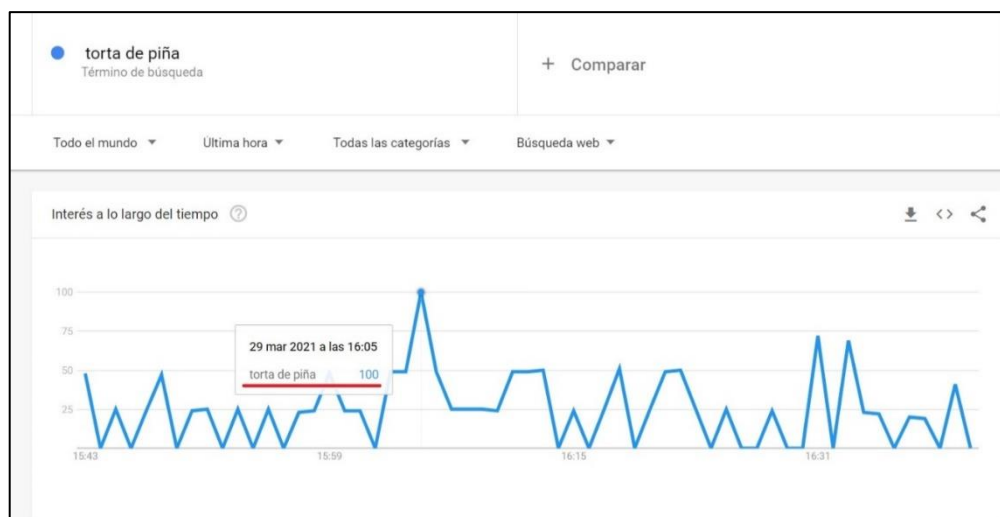 torta de piña
Término de búsqueda
+ Comparar
Todo el mundo
Última hora
Todas las categorías
Búsqueda web
Interés a lo largo del tiempo
100
75
50
25
29 mar 2021 a las 16:05
torta de piña 100
15:43
15:59
16:15
16:31